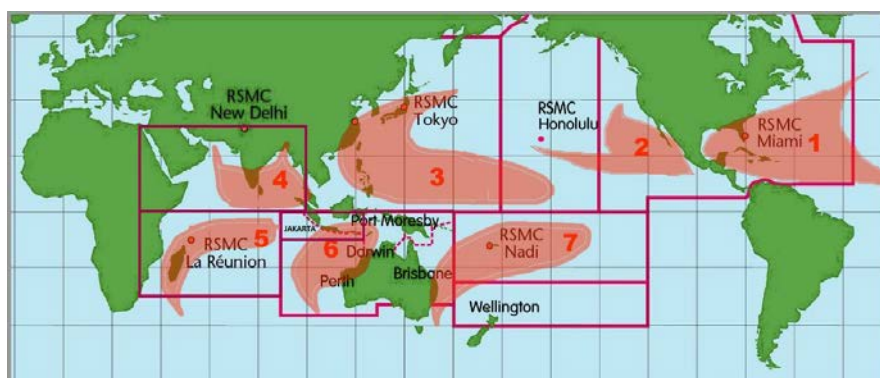 RSMC
New Delhi
RSMC
Tokyo
RSMC
Honolulu
RSMC
Miami
1
2
3
4
5
RSMC
La Réunion
JAKARTA
Port Moresby
6
Darwin
Perth
Brisbane
RSMC
Nadi
7
Wellington